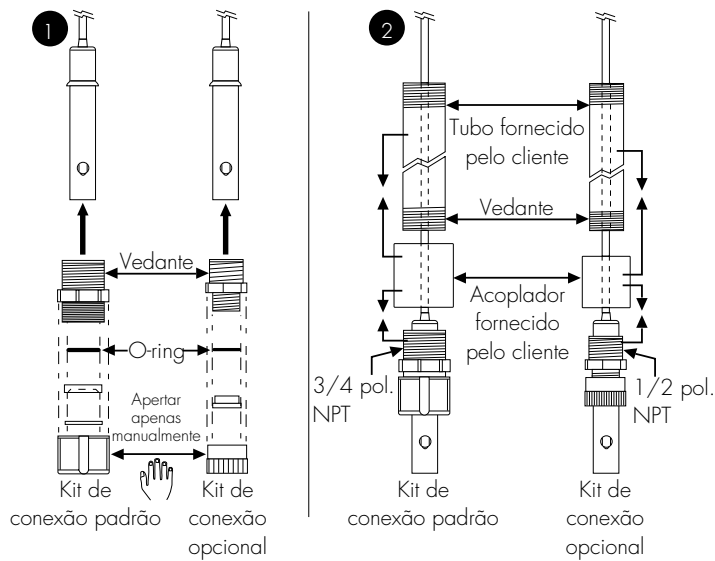 1
Vedante
O-ring
Apertar
apenas
manualmente
Kit de
conexão padrão
Kit de
conexão
opcional
2
Tubo fornecido
pelo cliente
Vedante
Acoplador
fornecido
pelo cliente
3/4 pol.
NPT
1/2 pol.
NPT
Kit de
conexão padrão
Kit de
conexão
opcional